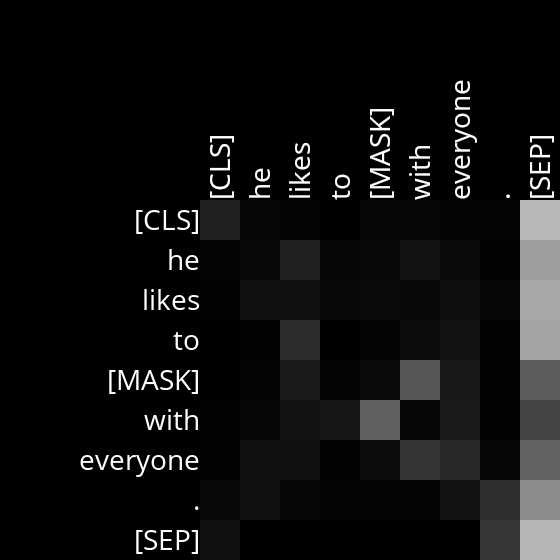 [CLS]
he
likes
to
[MASK]
with
everyone
.
[SEP]
[CLS]
he
likes
to
[MASK]
with
everyone
.
[SEP]